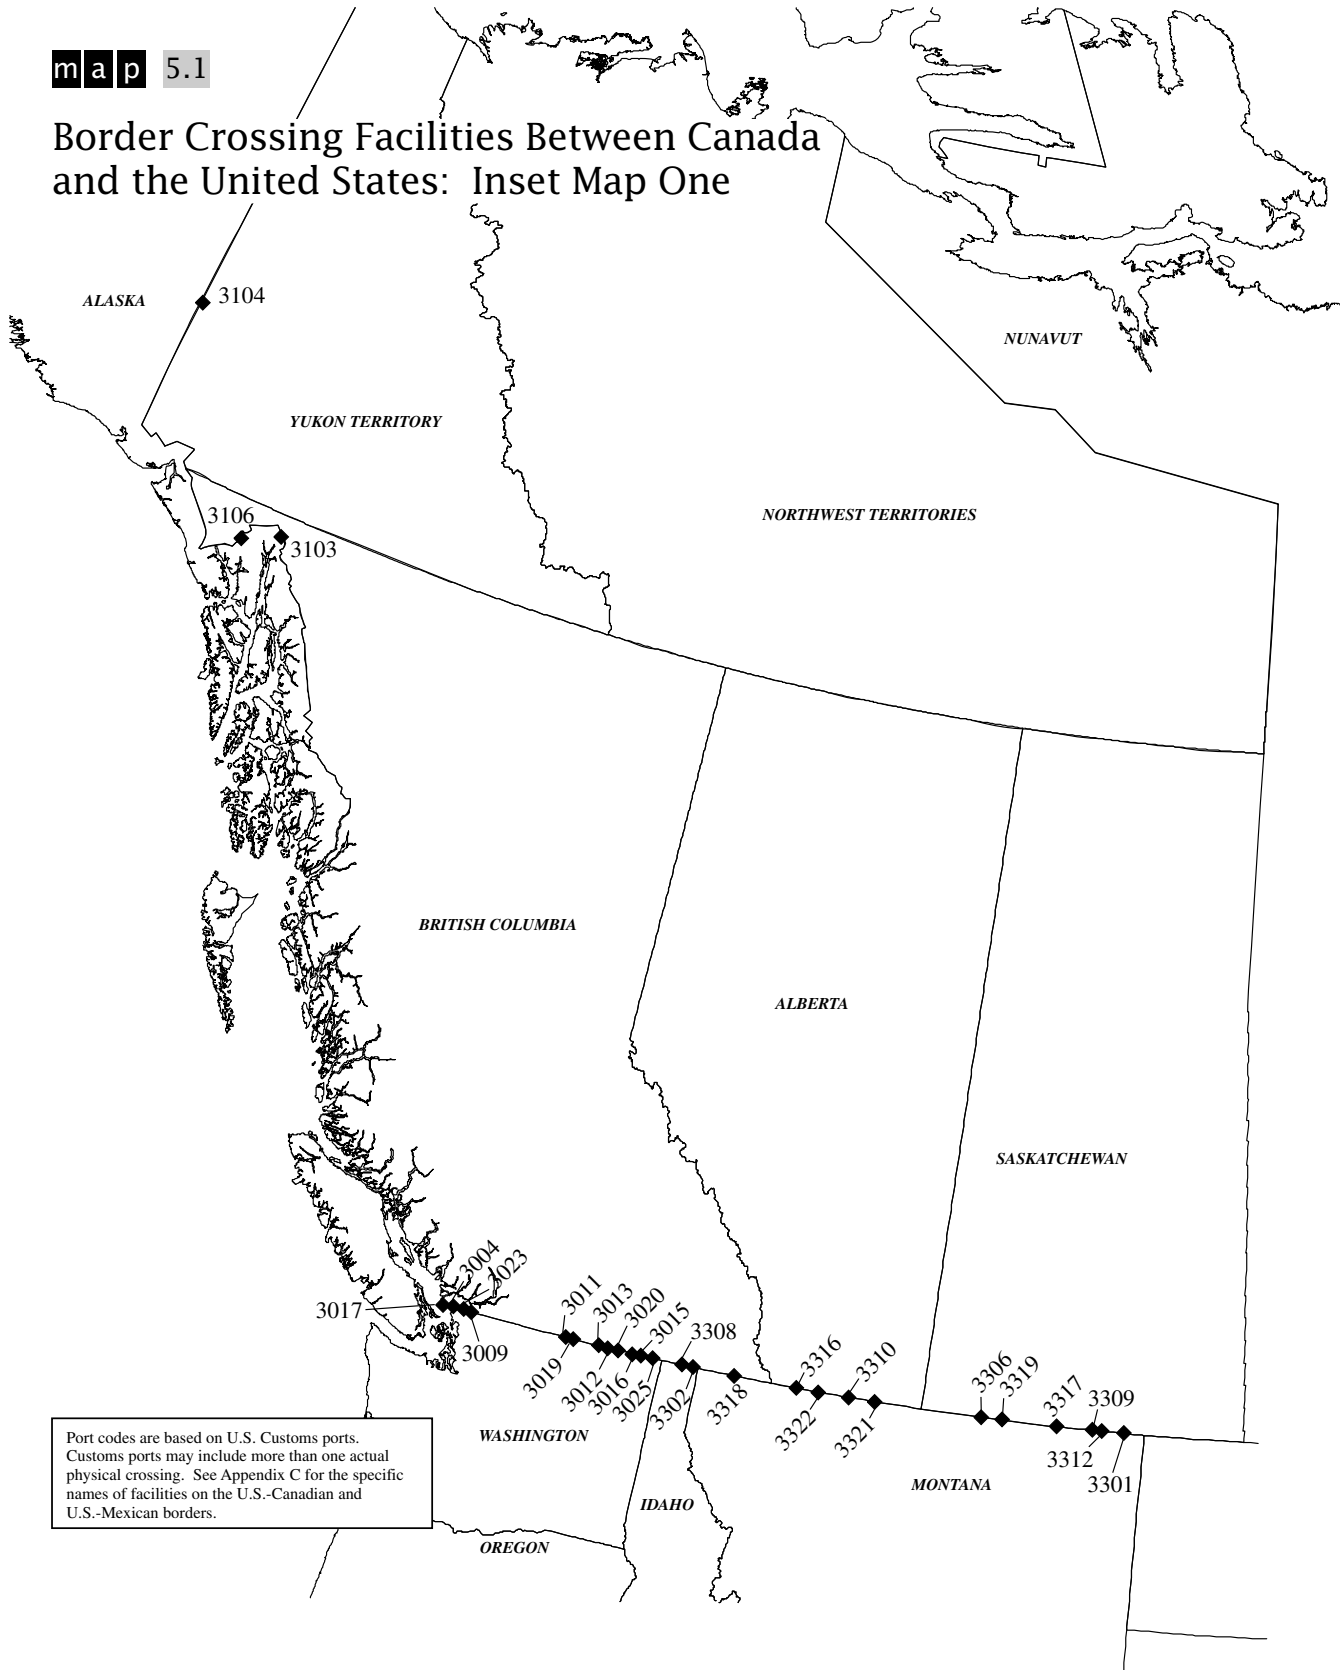 map 5.1
Border Crossing Facilities Between Canada
and the United States: Inset Map One
ALASKA
3104
NUNAVUT
YUKON TERRITORY
NORTHWEST TERRITORIES
3106
3103
BRITISH COLUMBIA
ALBERTA
SASKATCHEWAN
3004
3023
3017
3009
3011
3013
3020
3015
3308
3019
3012
3016
3025
3302
3318
3316
3310
3322
3321
3306
3319
3317
3309
3312
3301
WASHINGTON
IDAHO
MONTANA
OREGON
Port codes are based on U.S. Customs ports.
Customs ports may include more than one actual
physical crossing. See Appendix C for the specific
names of facilities on the U.S.-Canadian and
U.S.-Mexican borders.